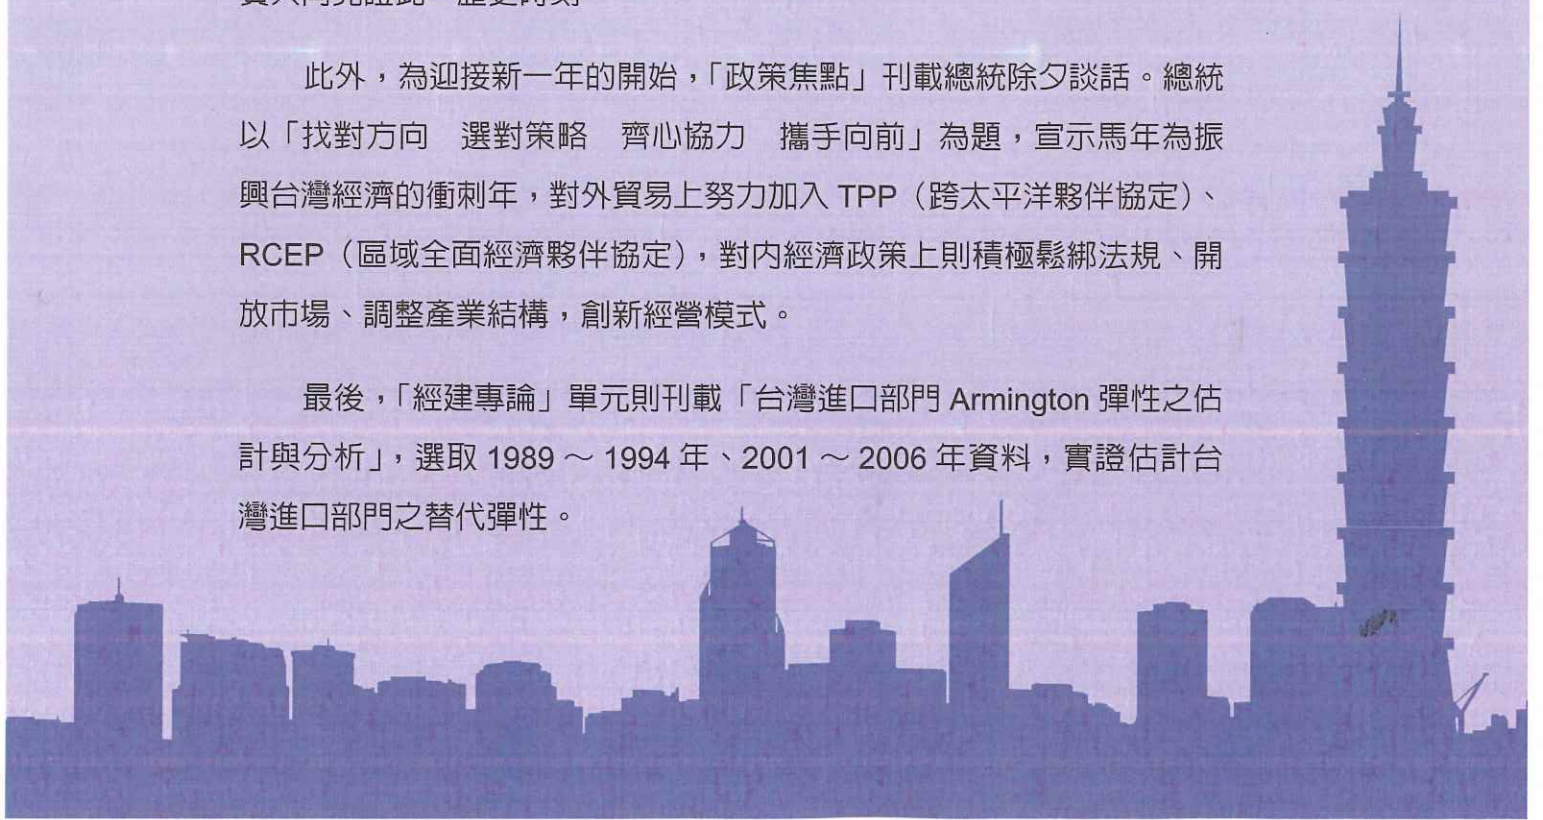 此外，為迎接新一年的開始，「政策焦點」刊載總統除夕談話。總統
以「找對方向　選對策略　齊心協力　攜手向前」為題，宣示馬年為振
興台灣經濟的衝刺年，對外貿易上努力加入 TPP（跨太平洋夥伴協定）、
RCEP（區域全面經濟夥伴協定），對內經濟政策上則積極鬆綁法規、開
放市場、調整產業結構，創新經營模式。
最後，「經建專論」單元則刊載「台灣進口部門 Armington 彈性之估
計與分析」，選取 1989 ～ 1994 年、2001 ～ 2006 年資料，實證估計台
灣進口部門之替代彈性。